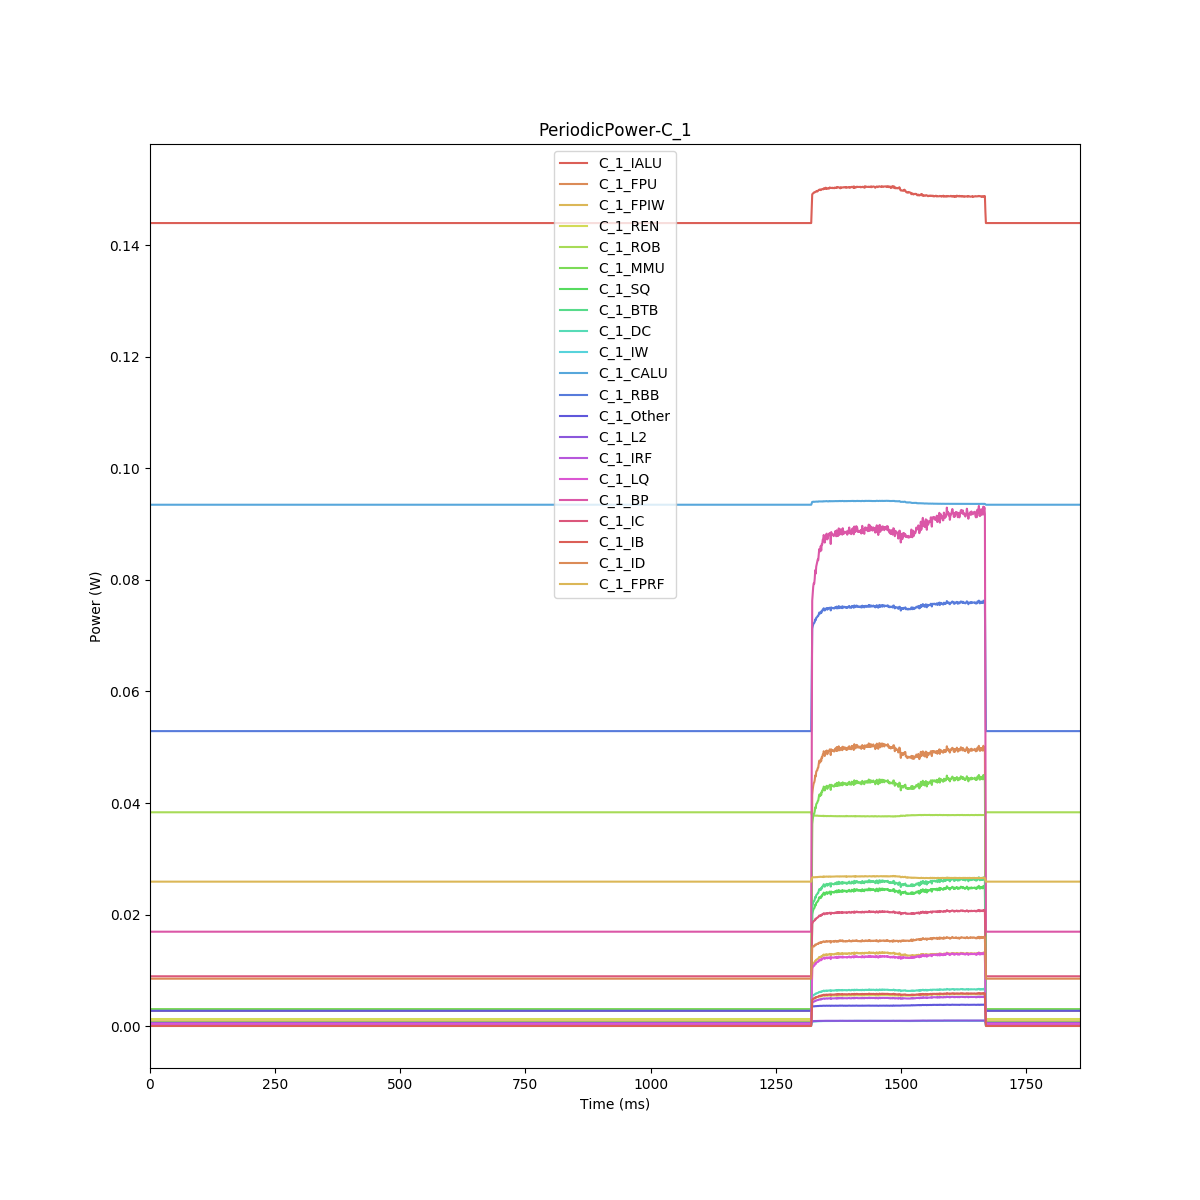 PeriodicPower-C_1
C_1_IALU
C_1_FPU
C_1_FPIW
C_1_REN
C_1_ROB
C_1_MMU
C_1_SQ
C_1_BTB
C_1_DC
C_1_IW
C_1_CALU
C_1_RBB
C_1_Other
C_1_L2
C_1_IRF
C_1_LQ
C_1_BP
C_1_IC
C_1_IB
C_1_ID
C_1_FPRF
0.14
0.12
0.10
0.08
0.06
0.04
0.02
0.00
Power (W)
0 250 500 750 1000 1250 1500 1750
Time (ms)